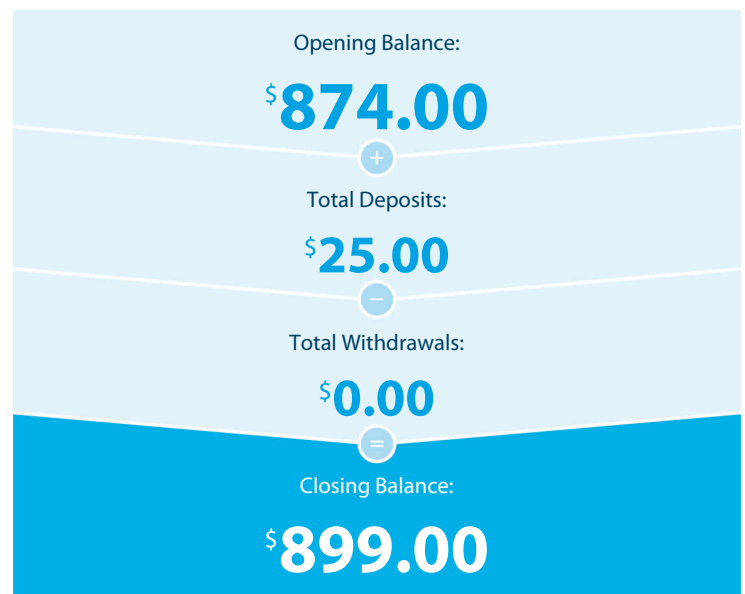 Opening Balance:
$874.00
+
Total Deposits:
$25.00
−
Total Withdrawals:
$0.00
=
Closing Balance:
$899.00